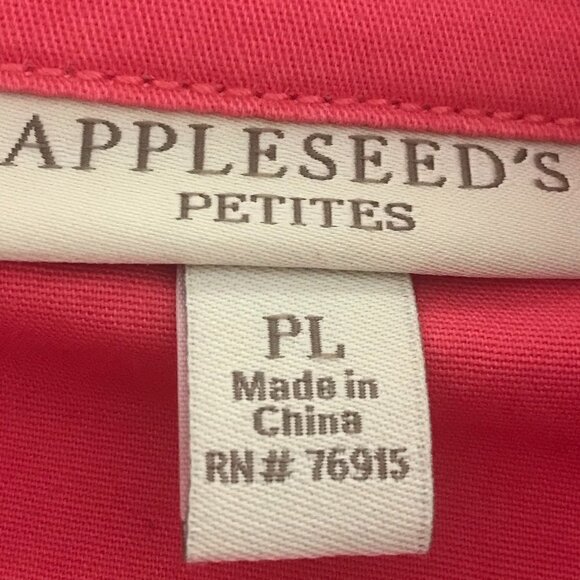 APPLESEED'S
PETITES
PL
Made in
China
RN# 76915